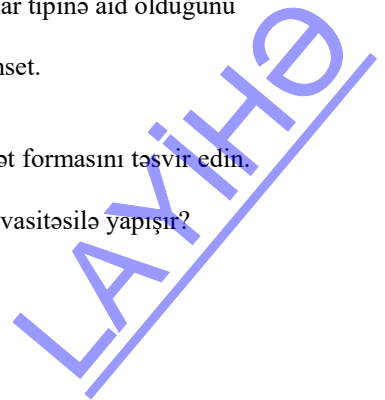 ar tipinə aid olduğunu
nset.
ət formasını təsvir edin.
vasitəsilə yapışır?
LAYİHƏ